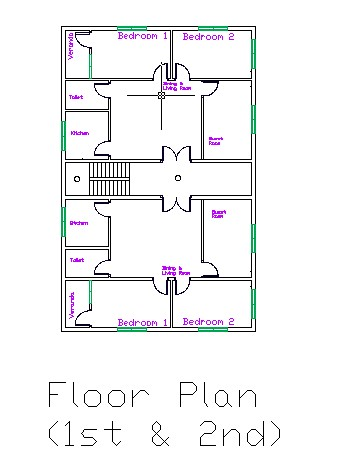 Veranda
Bedroom 1
Bedroom 2
Dining &
Living Room
Toilet
Kitchen
Guest
Room
Guest
Room
Kitchen
Toilet
Dining &
Living Room
Veranda
Bedroom 1
Bedroom 2
Floor Plan
(1st & 2nd)